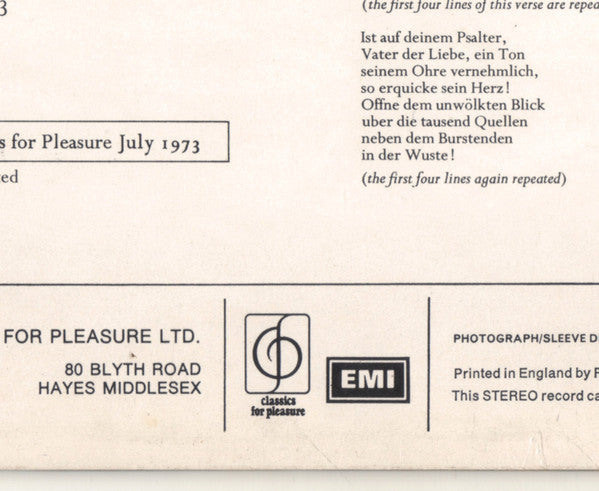 3
s for Pleasure July 1973
ed
(the first four lines of this verse are repea
Ist auf deinem Psalter,
Vater der Liebe, ein Ton
seinem Ohre vernehmlich,
so erquicke sein Herz!
Offne dem unwölkten Blick
uber die tausend Quellen
neben dem Durstenden
in der Wuste!
(the first four lines again repeated)
FOR PLEASURE LTD.
80 BLYTH ROAD
HAYES MIDDLESEX
classics
for pleasure
EMI
PHOTOGRAPH/SLEEVE D
Printed in England by
This STEREO record ca